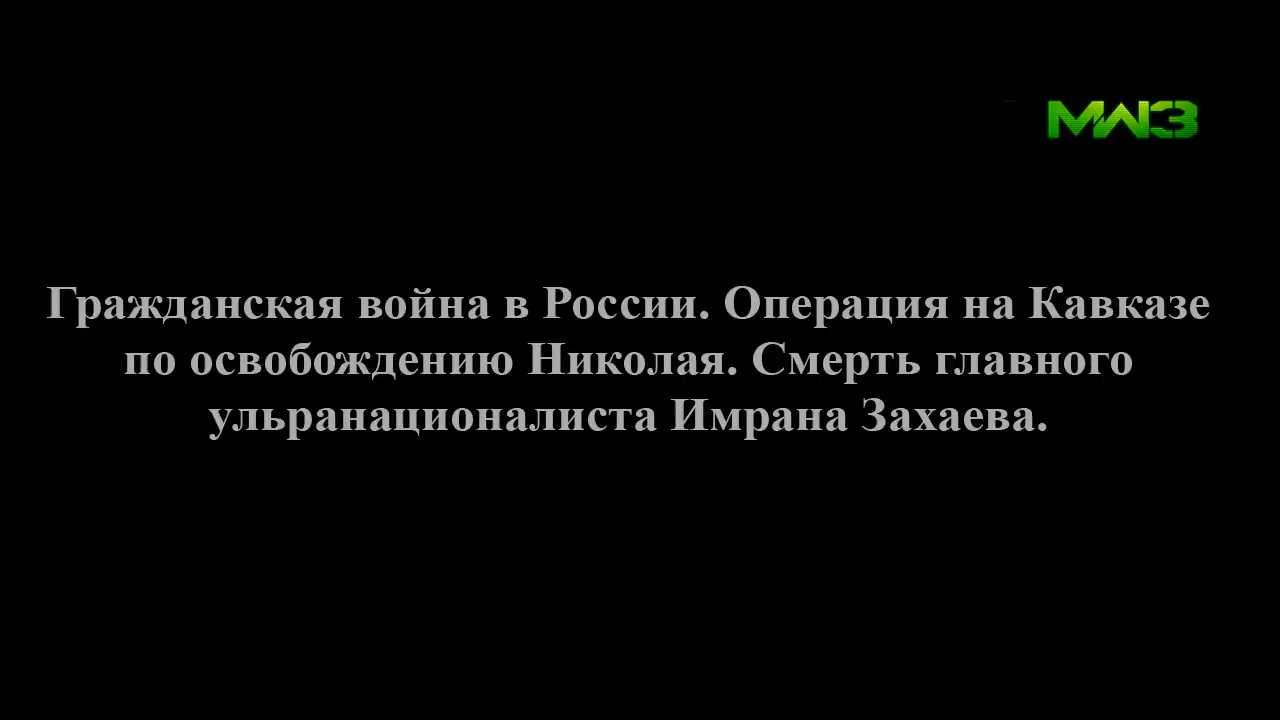 MW3
Гражданская война в России. Операция на Кавказе
по освобождению Николая. Смерть главного
ульранационалиста Имрана Захаева.